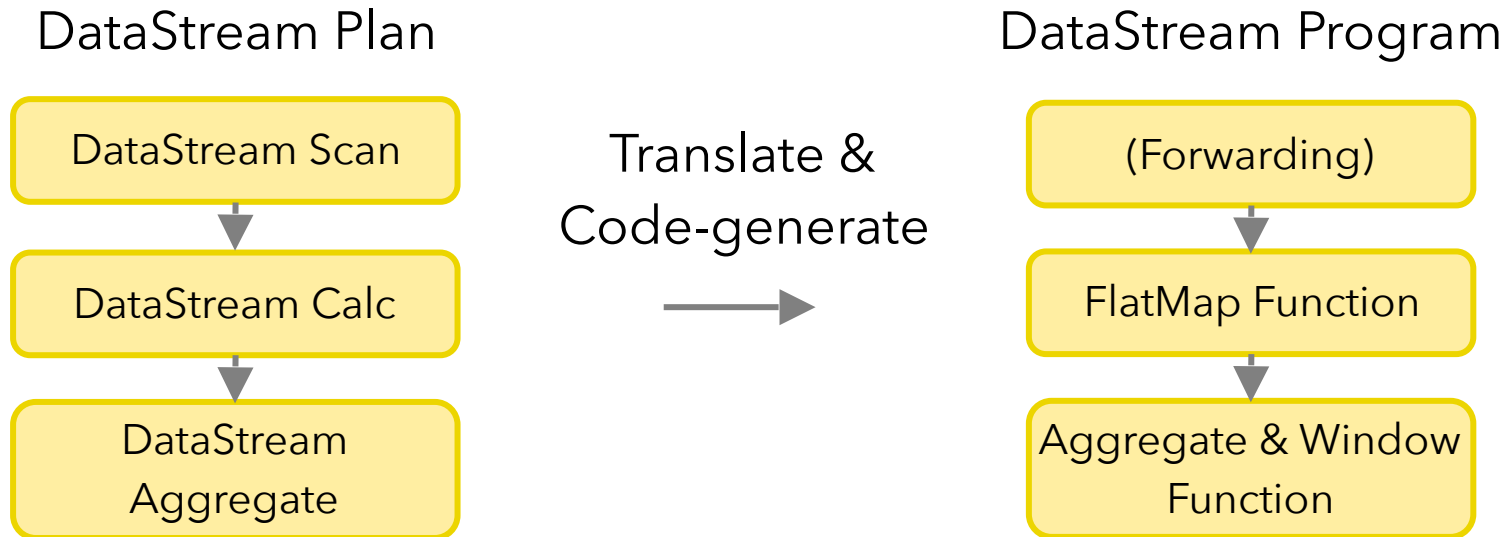 DataStream Plan
DataStream Scan
DataStream Calc
DataStream
Aggregate
Translate &
Code-generate
DataStream Program
(Forwarding)
FlatMap Function
Aggregate & Window
Function